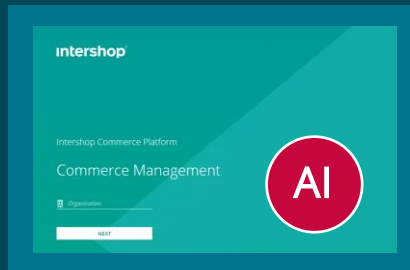 intershop
Intershop Commerce Platform
Commerce Management
AI
Organization
NEXT